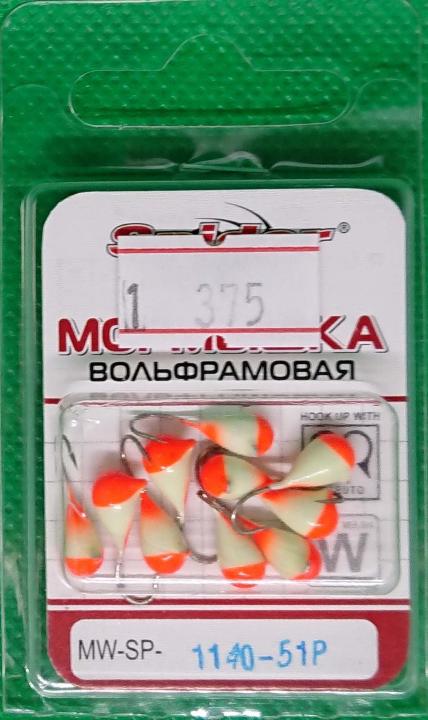 1 375
ВОЛЬФРАМОВАЯ
HOOK UP WITH
W
MW-SP- 1140-51P